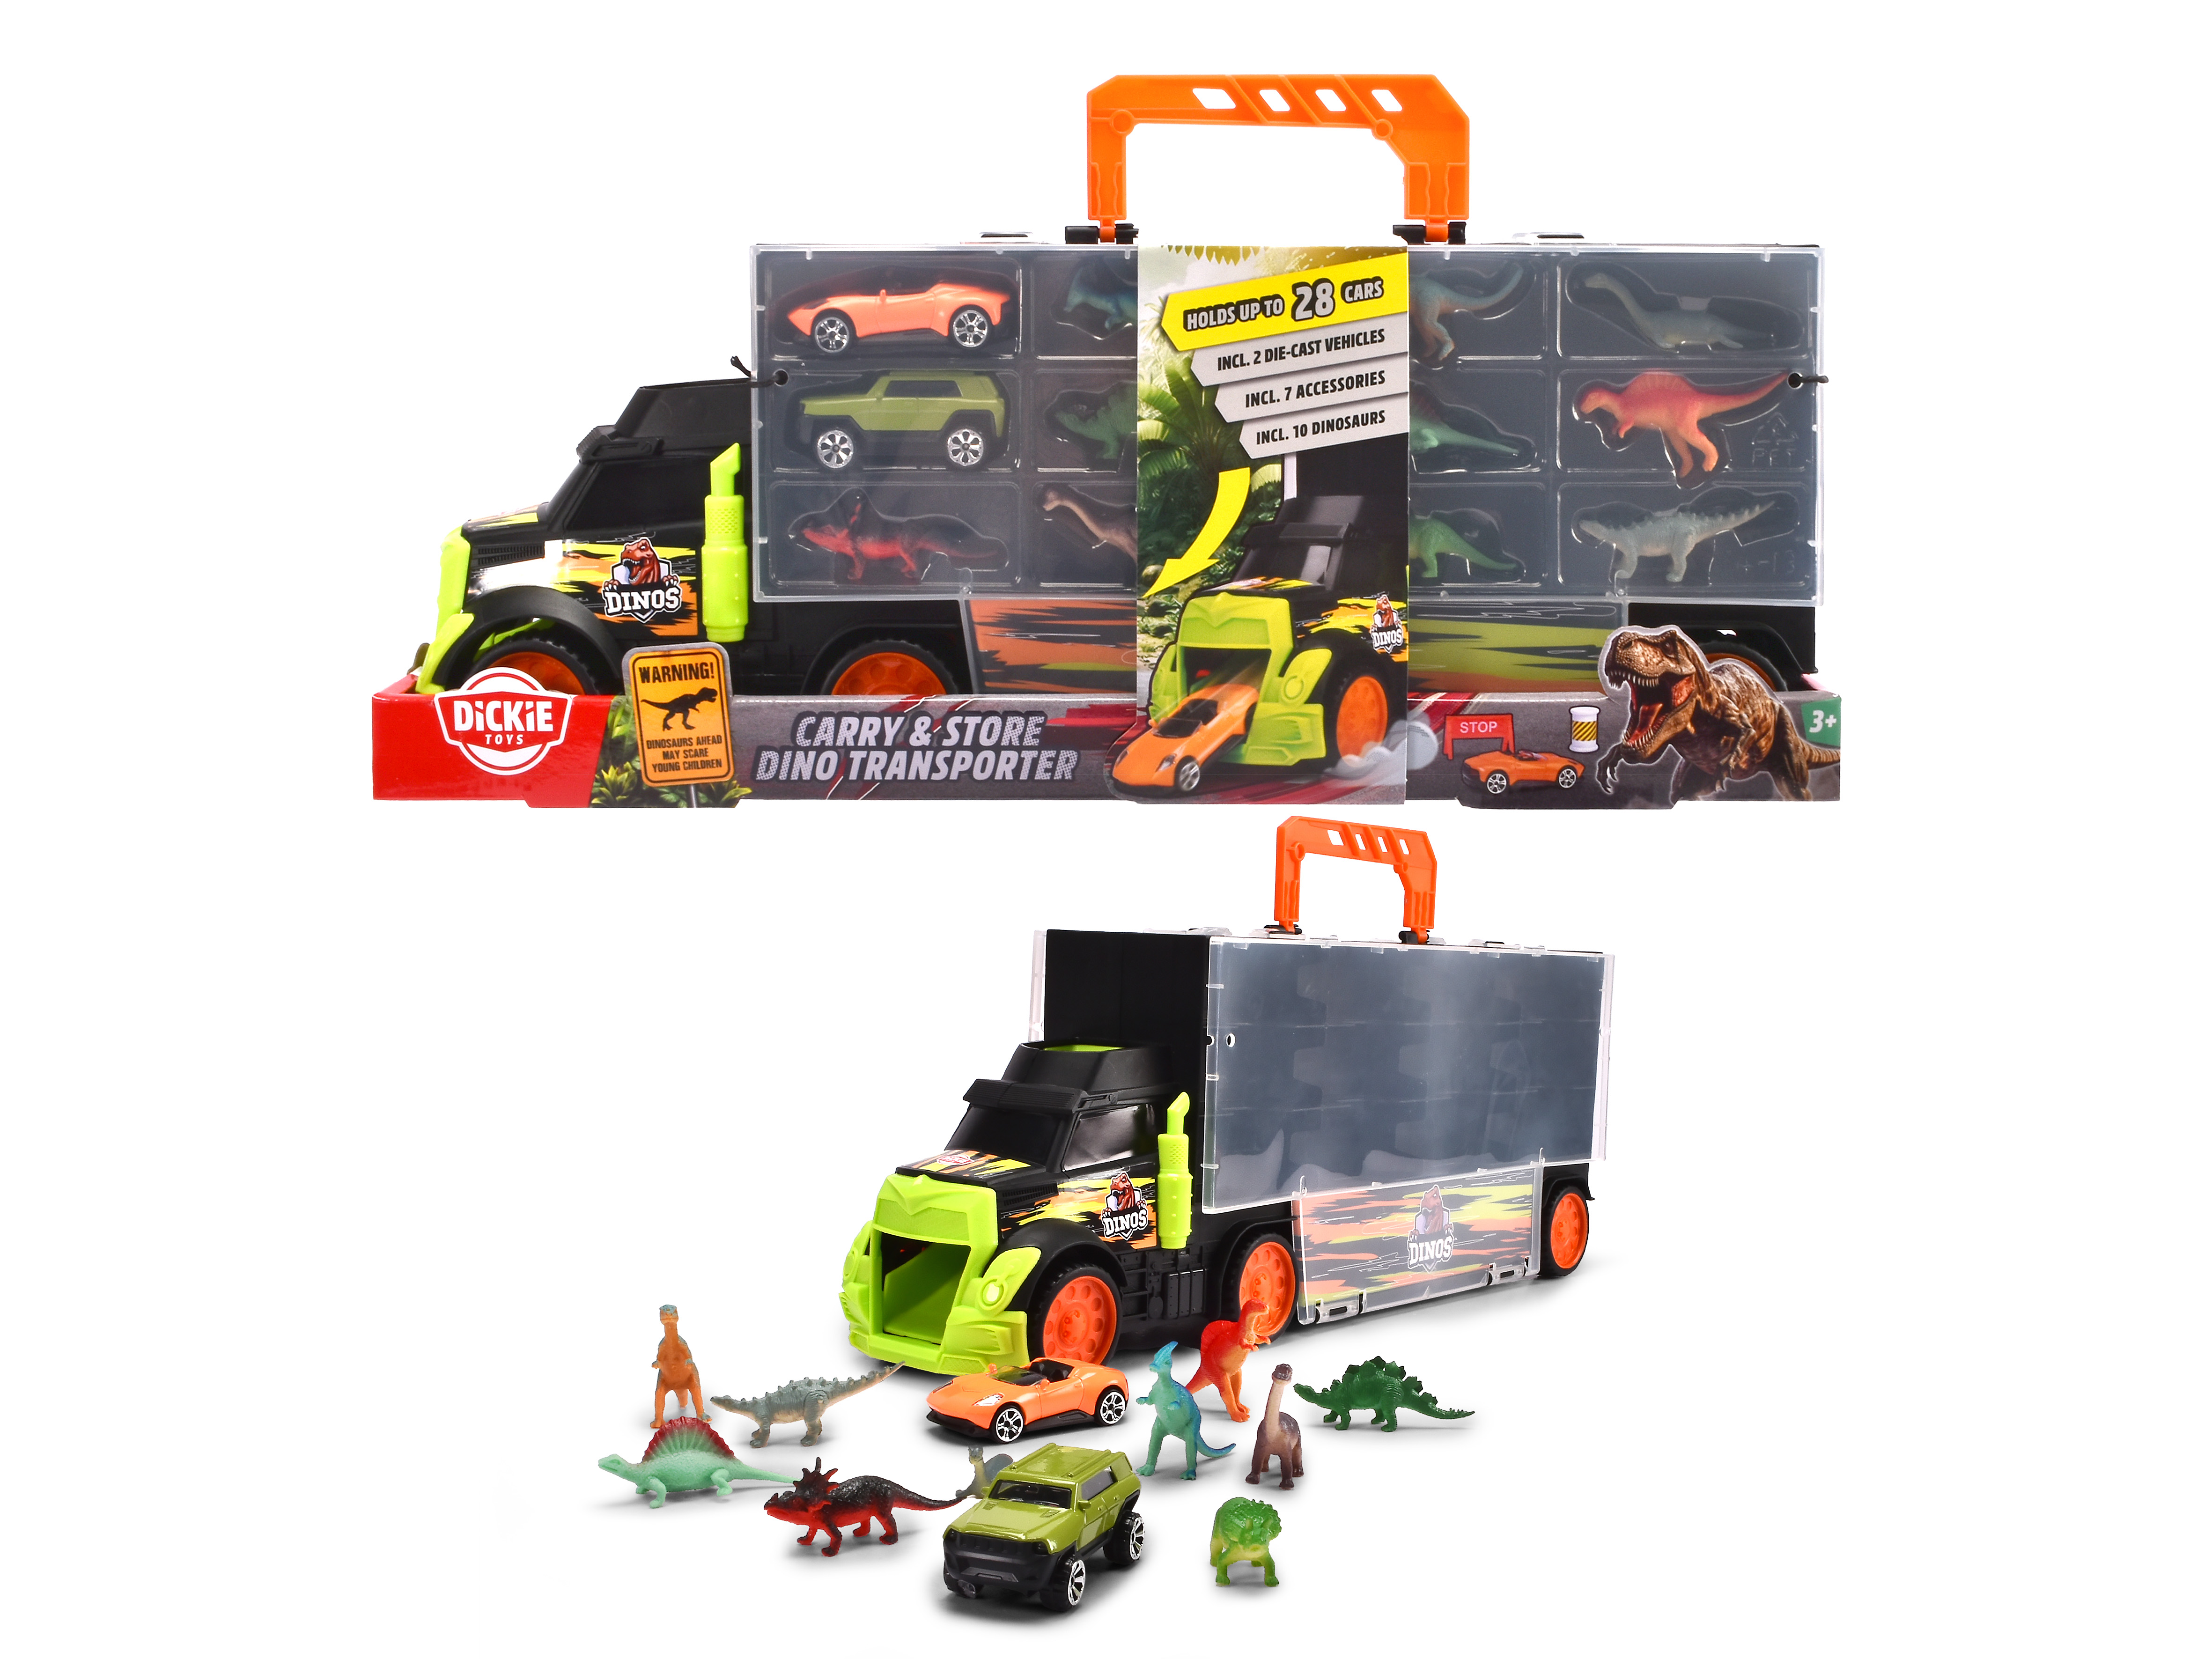 HOLDS UP TO 28 CARS
INCL. 2 DIE-CAST VEHICLES
INCL. 7 ACCESSORIES
INCL. 10 DINOSAURS
DINOS
DINOS
DICKIE
TOYS
WARNING!
DINOSAURS AHEAD
MAY SCARE
YOUNG CHILDREN
CARRY & STORE
DINO TRANSPORTER
STOP
3+
DINOS
DINOS